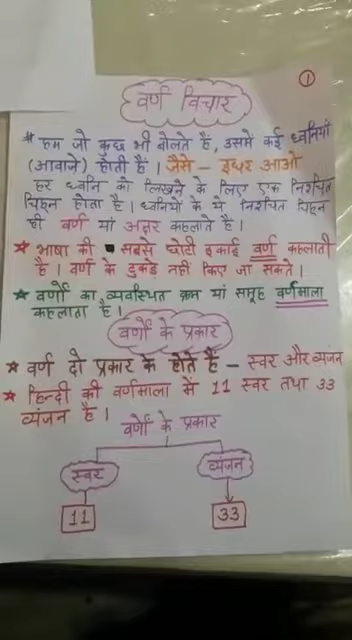 1
वर्ण विचार
* हम जो कुछ भी बोलते हैं, उसमें कई ध्वनियाँ
(आवाजें) होती हैं। जैसे - इधर आओ
हर ध्वनि को लिखने के लिए एक निश्चित
चिह्न होता है। ध्वनियों के ये निश्चित चिह्न
ही वर्ण या अक्षर कहलाते हैं।
* भाषा की सबसे छोटी इकाई वर्ण कहलाती
है। वर्ण के टुकड़े नहीं किए जा सकते।
* वर्णों का व्यवस्थित क्रम या समूह वर्णमाला
कहलाता है।
वर्णों के प्रकार
* वर्ण दो प्रकार के होते हैं - स्वर और व्यंजन
* हिन्दी की वर्णमाला में 11 स्वर तथा 33
व्यंजन हैं।
वर्णों के प्रकार
स्वर व्यंजन
11 33